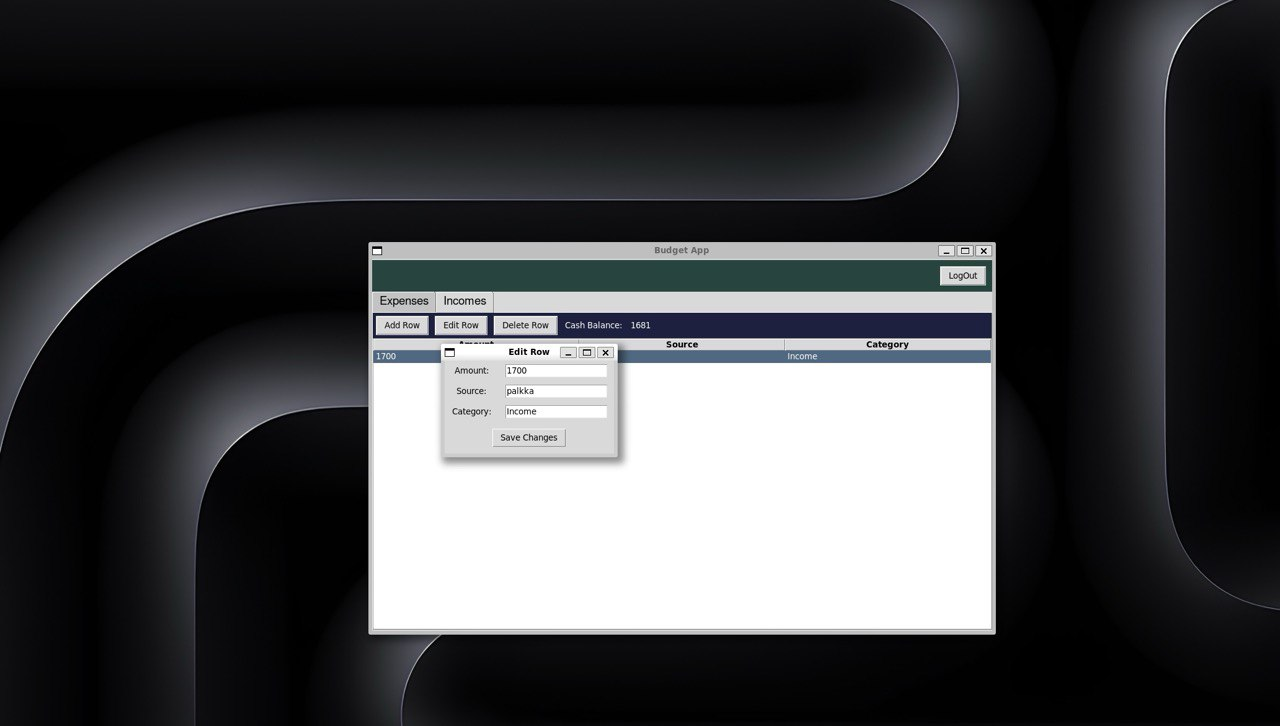 Budget App
LogOut
Expenses Incomes
Add Row Edit Row Delete Row Cash Balance: 1681
Source Category
1700 Income
Edit Row
Amount: 1700
Source: palkka
Category: Income
Save Changes